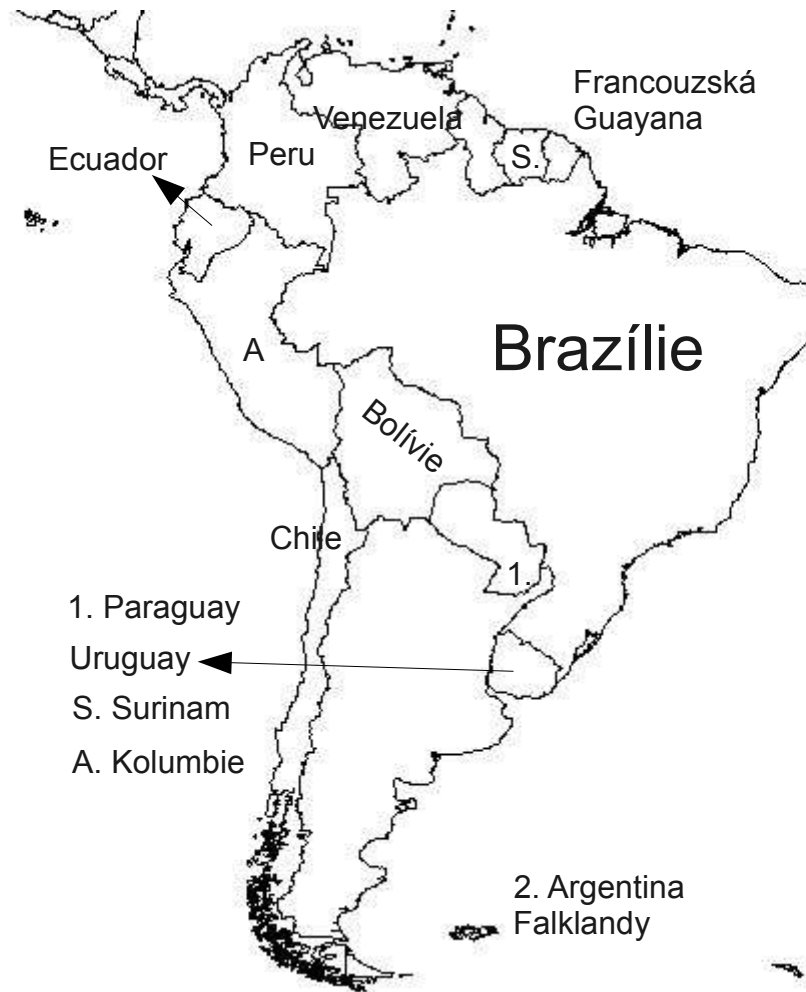 Francouzská
Guayana
Venezuela
Ecuador
Peru
S.
A
Brazílie
Bolívie
Chile
1.
1. Paraguay
Uruguay
S. Surinam
A. Kolumbie
2. Argentina
Falklandy